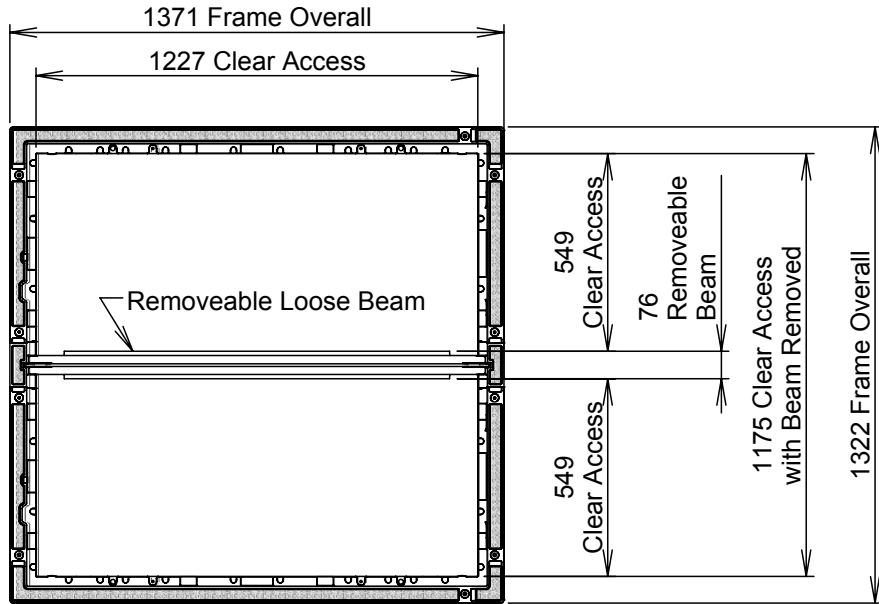 1371 Frame Overall
1227 Clear Access
549
Clear Access
76
Removeable
Beam
Removeable Loose Beam
549
Clear Access
1175 Clear Access
with Beam Removed
1322 Frame Overall